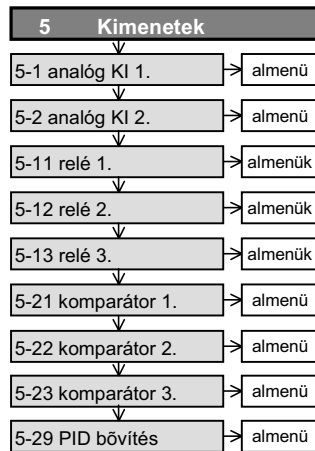 5 Kimenetek
5-1 analóg KI 1. almenü
5-2 analóg KI 2. almenü
5-11 relé 1. almenük
5-12 relé 2. almenük
5-13 relé 3. almenük
5-21 komparátor 1. almenü
5-22 komparátor 2. almenü
5-23 komparátor 3. almenü
5-29 PID bõvítés almenü